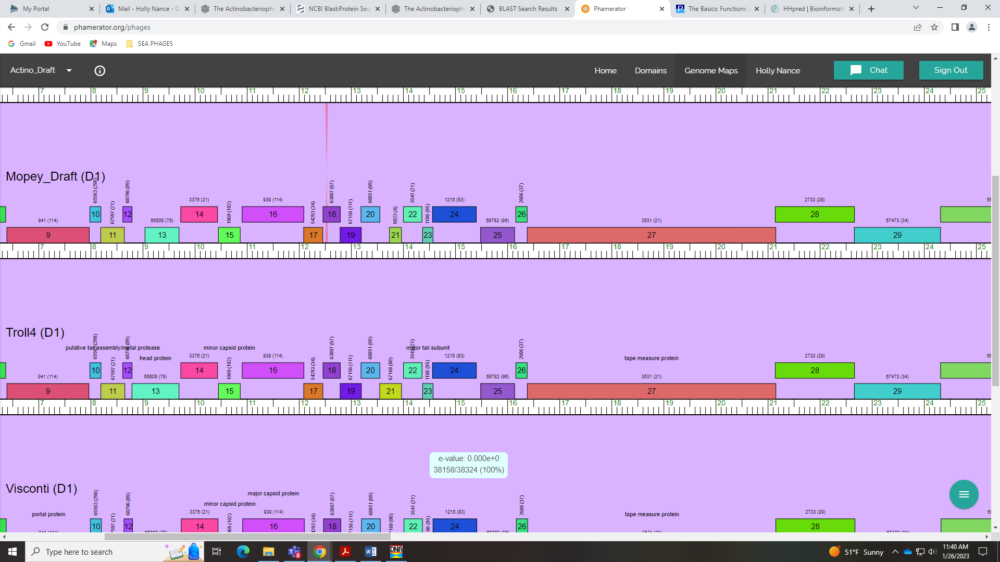 My Portal
Mail - Holly Nance - O
The Actinobacteriopha
NCBI Blast:Protein Seq
The Actinobacteriopha
BLAST Search Results
Phamerator
The Basics: Functions
HHpred | Bioinformati
phamerator.org/phages
Gmail
YouTube
Maps
SEA PHAGES
Actino_Draft
Home
Domains
Genome Maps
Holly Nance
Chat
Sign Out
7 8 9 10 11 12 13 14 15 16 17 18 19 20 21 22 23 24 25
Mopey_Draft (D1)
65563 (298) 68796 (89) 63807 (67) 68851 (69) 3541 (21) 2606 (37)
3376 (21) 939 (114) 1218 (83) 2733 (29) 68
10 12 14 16 18 20 22 24 26 28
941 (114) 67597 (21) 65808 (78) 1069 (102) 54293 (34) 67156 (111) 9923 (4) 1108 (95) 68782 (96) 3531 (21) 67473 (34)
9 11 13 15 17 19 21 23 25 27 29
7 8 9 10 11 12 13 14 15 16 17 18 19 20 21 22 23 24 25
Troll4 (D1)
putative tail assembly/metal protease
minor capsid protein
major tail subunit
head protein
tape measure protein
65563 (298) 68796 (89) 63807 (67) 68851 (69) 3541 (21) 2606 (37)
3376 (21) 939 (114) 1218 (83) 2733 (29) 68
10 12 14 16 18 20 22 24 26 28
941 (114) 67597 (21) 65808 (78) 1069 (102) 54293 (34) 67156 (111) 67168 (80) 108 (95) 68782 (96) 3531 (21) 67473 (34)
9 11 13 15 17 19 21 23 25 27 29
7 8 9 10 11 12 13 14 15 16 17 18 19 20 21 22 23 24 25
e-value: 0.000e+0
38158/38324 (100%)
Visconti (D1)
major capsid protein
minor capsid protein
portal protein
tape measure protein
65563 (298) 68796 (89) 63807 (67) 68851 (69) 3541 (21) 2606 (37)
3376 (21) 939 (114) 1218 (83) 2733 (29) 68
10 12 14 16 18 20 22 24 26 28
Type here to search
8
DNA
51°F Sunny
11:40 AM
1/26/2023